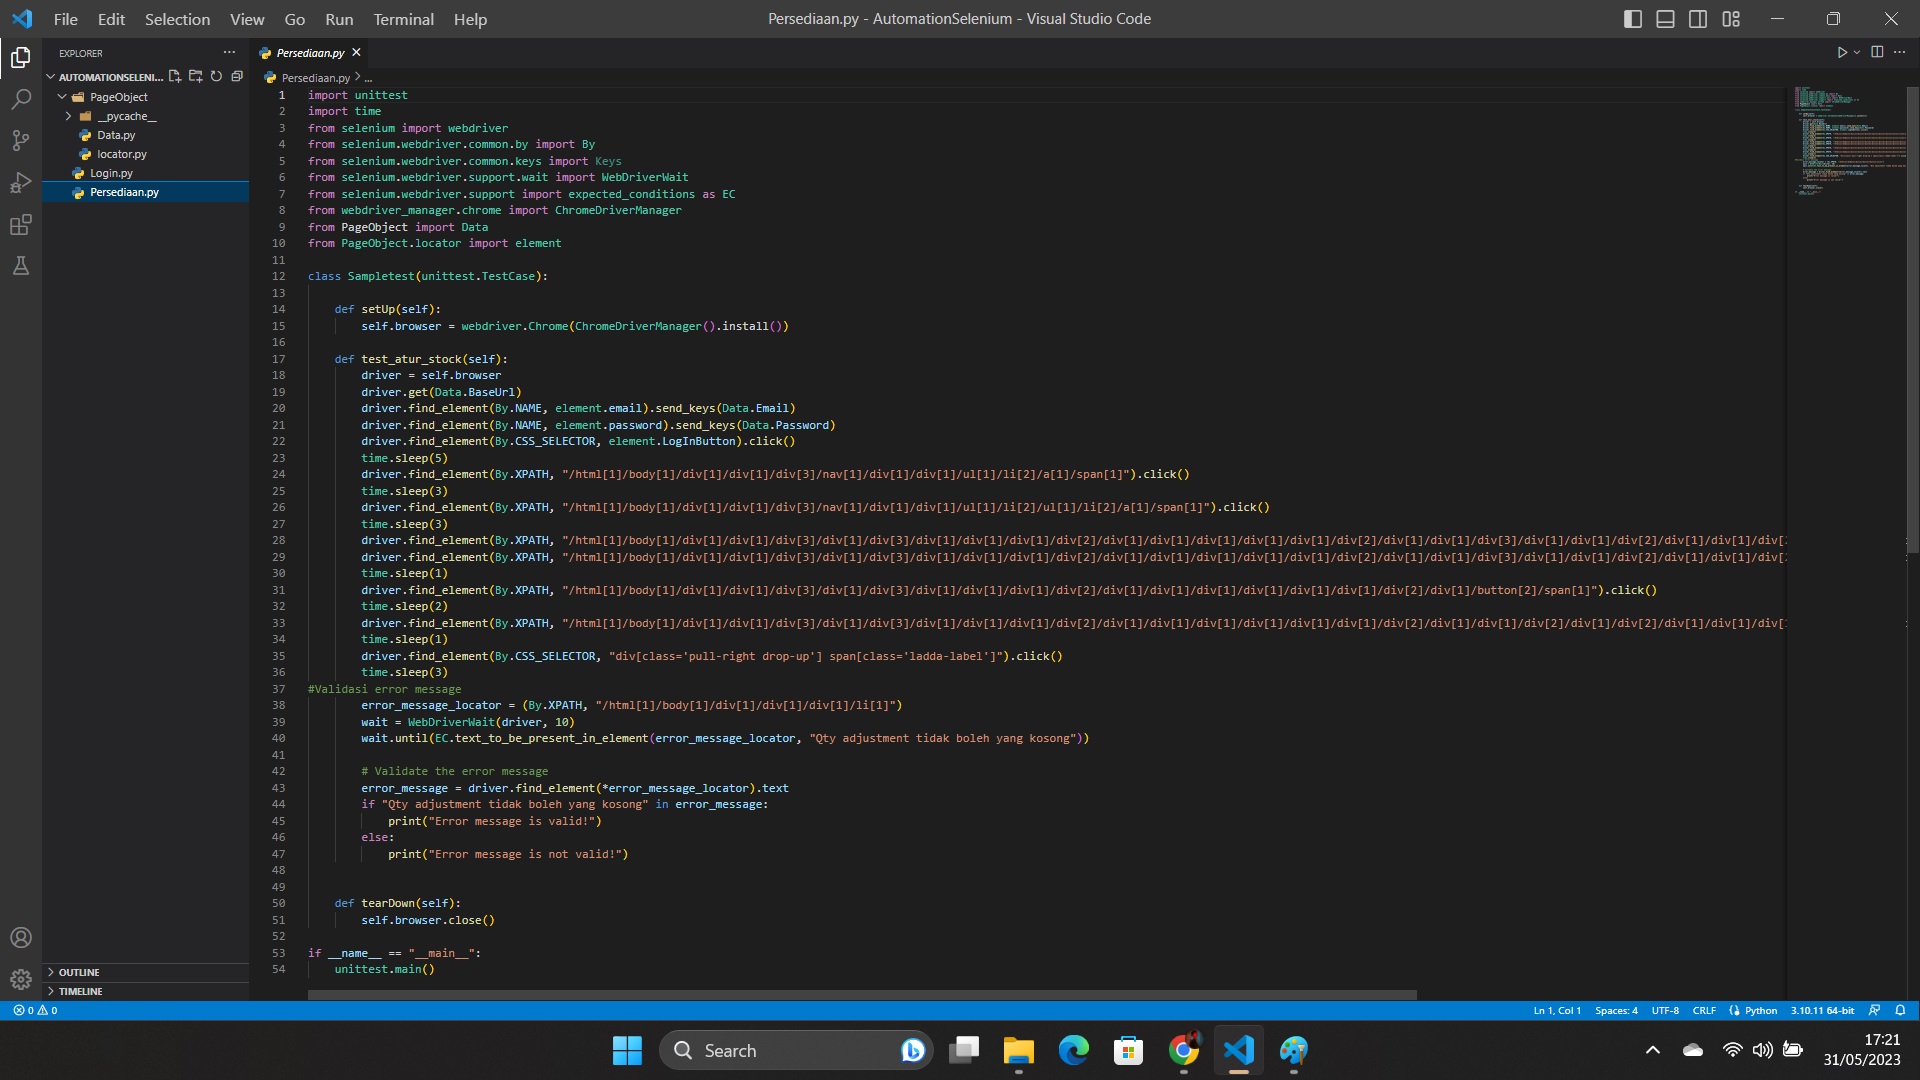 File Edit Selection View Go Run Terminal Help
Persediaan.py - AutomationSelenium - Visual Studio Code
EXPLORER
AUTOMATIONSELENI...
PageObject
__pycache__
Data.py
locator.py
Login.py
Persediaan.py
OUTLINE
TIMELINE
Persediaan.py
Persediaan.py > ...
1 import unittest
2 import time
3 from selenium import webdriver
4 from selenium.webdriver.common.by import By
5 from selenium.webdriver.common.keys import Keys
6 from selenium.webdriver.support.wait import WebDriverWait
7 from selenium.webdriver.support import expected_conditions as EC
8 from webdriver_manager.chrome import ChromeDriverManager
9 from PageObject import Data
10 from PageObject.locator import element
11
12 class Sampletest(unittest.TestCase):
13
14 def setUp(self):
15 self.browser = webdriver.Chrome(ChromeDriverManager().install())
16
17 def test_atur_stock(self):
18 driver = self.browser
19 driver.get(Data.BaseUrl)
20 driver.find_element(By.NAME, element.email).send_keys(Data.Email)
21 driver.find_element(By.NAME, element.password).send_keys(Data.Password)
22 driver.find_element(By.CSS_SELECTOR, element.LogInButton).click()
23 time.sleep(5)
24 driver.find_element(By.XPATH, "/html[1]/body[1]/div[1]/div[1]/div[3]/nav[1]/div[1]/div[1]/ul[1]/li[2]/a[1]/span[1]").click()
25 time.sleep(3)
26 driver.find_element(By.XPATH, "/html[1]/body[1]/div[1]/div[1]/div[3]/nav[1]/div[1]/div[1]/ul[1]/li[2]/ul[1]/li[2]/a[1]/span[1]").click()
27 time.sleep(3)
28 driver.find_element(By.XPATH, "/html[1]/body[1]/div[1]/div[1]/div[3]/div[1]/div[3]/div[1]/div[1]/div[1]/div[2]/div[1]/div[1]/div[1]/div[1]/div[1]/div[1]/div[2]/div[1]/div[1]/div[3]/div[1]/div[1]/div[2]/div[1]/div[1]/div[
29 driver.find_element(By.XPATH, "/html[1]/body[1]/div[1]/div[1]/div[3]/div[1]/div[3]/div[1]/div[1]/div[1]/div[2]/div[1]/div[1]/div[1]/div[1]/div[1]/div[1]/div[2]/div[1]/div[1]/div[3]/div[1]/div[1]/div[2]/div[1]/div[1]/div[
30 time.sleep(1)
31 driver.find_element(By.XPATH, "/html[1]/body[1]/div[1]/div[1]/div[3]/div[1]/div[3]/div[1]/div[1]/div[1]/div[2]/div[1]/div[1]/div[1]/div[1]/div[1]/div[1]/div[1]/div[2]/div[1]/button[2]/span[1]").click()
32 time.sleep(2)
33 driver.find_element(By.XPATH, "/html[1]/body[1]/div[1]/div[1]/div[3]/div[1]/div[3]/div[1]/div[1]/div[1]/div[2]/div[1]/div[1]/div[1]/div[1]/div[1]/div[1]/div[1]/div[2]/div[1]/div[1]/div[2]/div[1]/div[2]/div[1]/div[1]/div[
34 time.sleep(1)
35 driver.find_element(By.CSS_SELECTOR, "div[class='pull-right drop-up'] span[class='ladda-label']").click()
36 time.sleep(3)
37 #Validasi error message
38 error_message_locator = (By.XPATH, "/html[1]/body[1]/div[1]/div[1]/div[1]/li[1]")
39 wait = WebDriverWait(driver, 10)
40 wait.until(EC.text_to_be_present_in_element(error_message_locator, "Qty adjustment tidak boleh yang kosong"))
41
42 # Validate the error message
43 error_message = driver.find_element(*error_message_locator).text
44 if "Qty adjustment tidak boleh yang kosong" in error_message:
45 print("Error message is valid!")
46 else:
47 print("Error message is not valid!")
48
49
50 def tearDown(self):
51 self.browser.close()
52
53 if __name__ == "__main__":
54 unittest.main()
0 0
Ln 1, Col 1 Spaces: 4 UTF-8 CRLF Python 3.10.11 64-bit
Search
17:21
31/05/2023